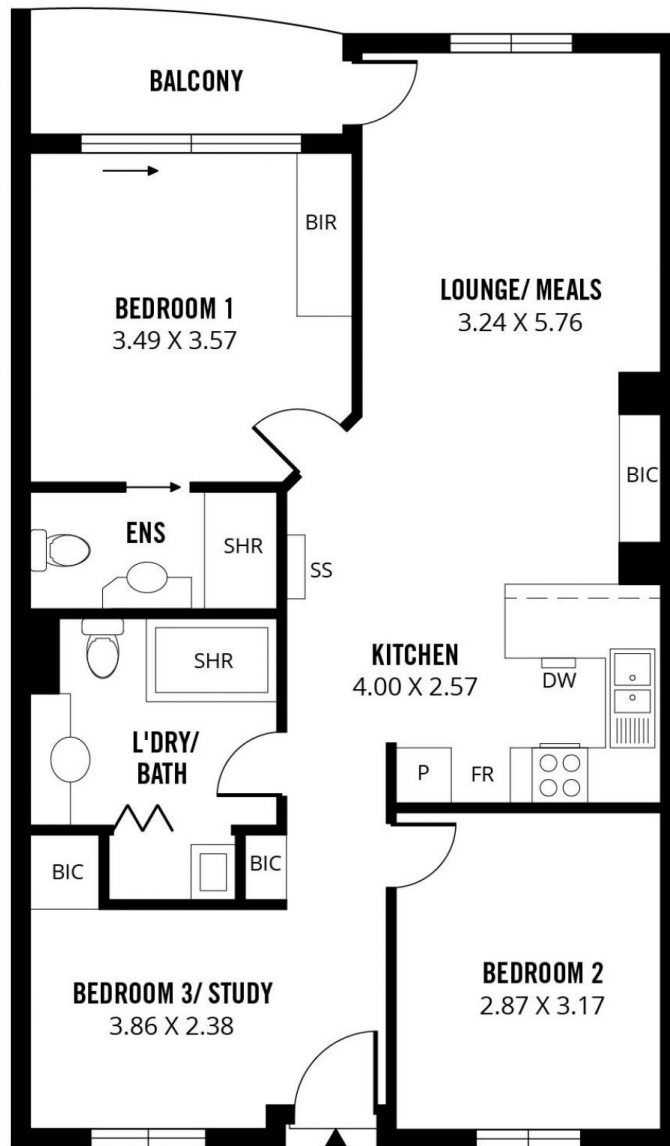 BALCONY
BIR
BEDROOM 1
3.49 X 3.57
LOUNGE/ MEALS
3.24 X 5.76
BIC
ENS
SHR
SS
SHR
KITCHEN
4.00 X 2.57
DW
L'DRY/
BATH
P
FR
BIC
BIC
BEDROOM 3/ STUDY
3.86 X 2.38
BEDROOM 2
2.87 X 3.17